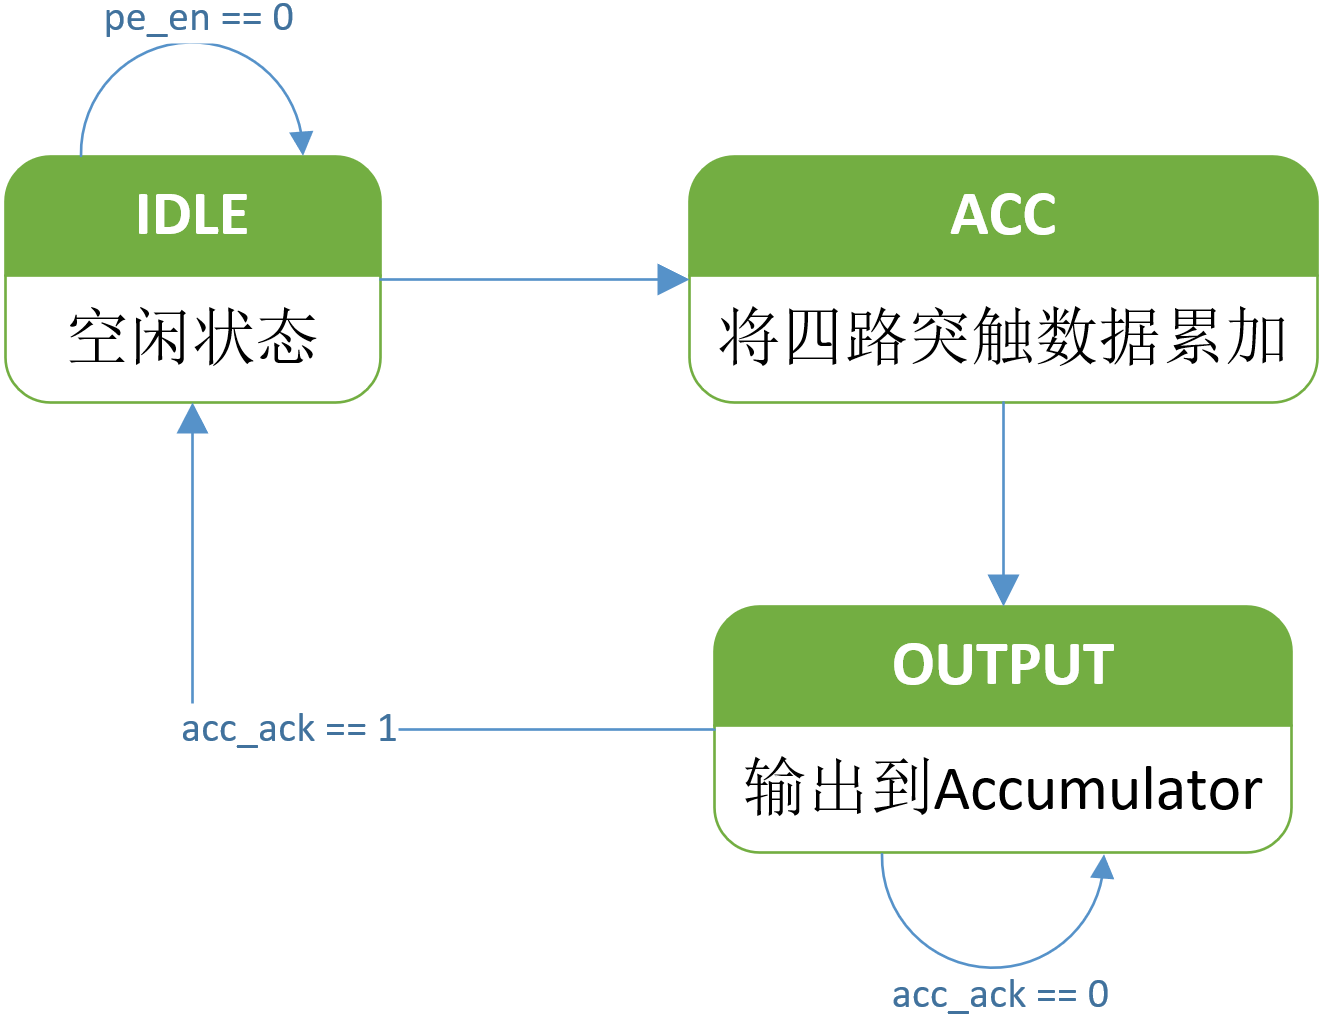 pe_en == 0
IDLE
空闲状态
ACC
将四路突触数据累加
OUTPUT
输出到Accumulator
acc_ack == 1
acc_ack == 0